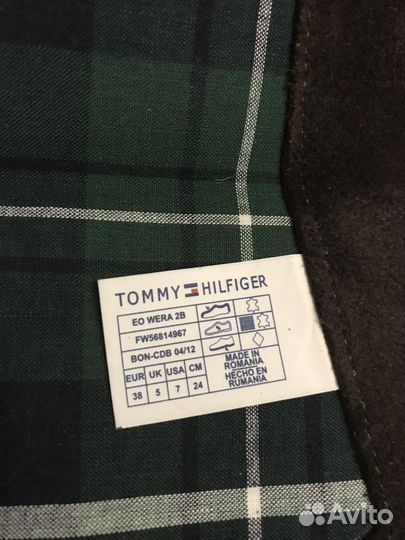 TOMMY HILFIGER
EO WERA 2B
FW56814967
BON-CDB 04/12
EUR UK USA CM
38 5 7 24
MADE IN
ROMANIA
HECHO EN
RUMANIA
Avito